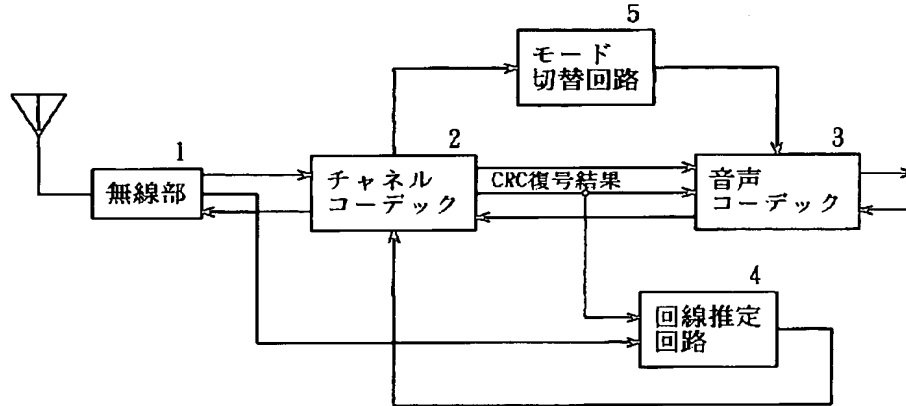 5
モード
切替回路
1
無線部
2
チャネル
コーデック
CRC復号結果
3
音声
コーデック
4
回線推定
回路